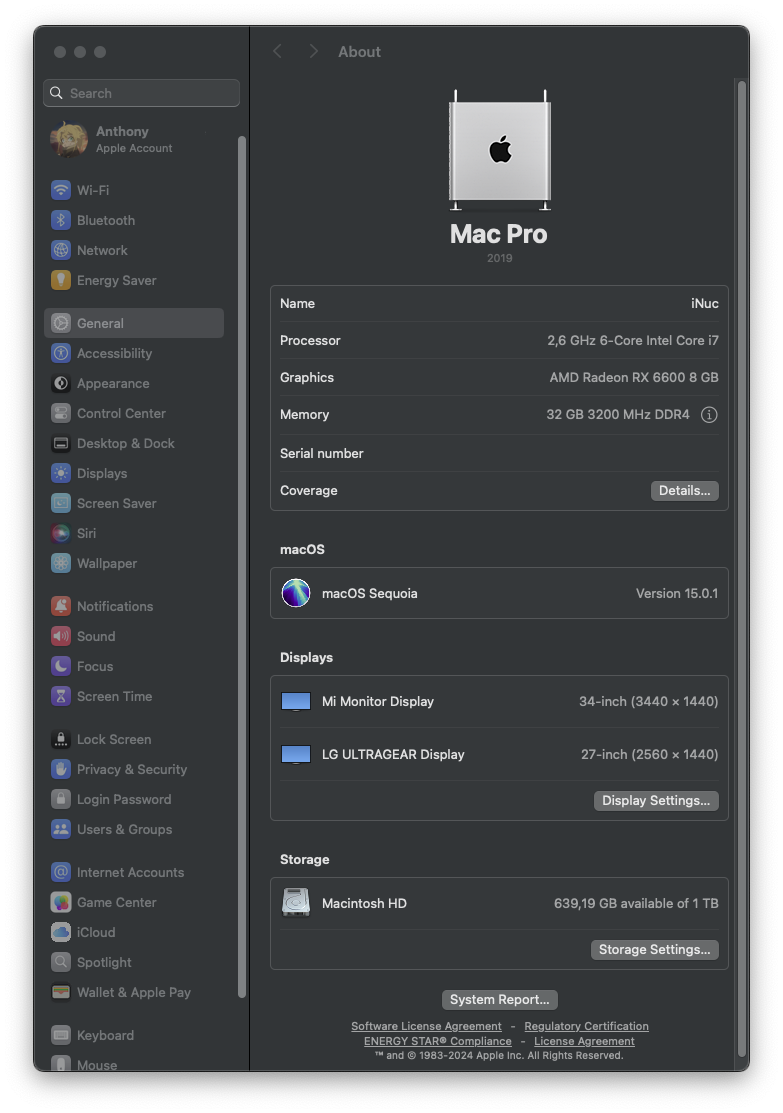 About
Search
Anthony
Apple Account
Wi-Fi
Bluetooth
Network
Energy Saver
General
Accessibility
Appearance
Control Center
Desktop & Dock
Displays
Screen Saver
Siri
Wallpaper
Notifications
Sound
Focus
Screen Time
Lock Screen
Privacy & Security
Login Password
Users & Groups
Internet Accounts
Game Center
iCloud
Spotlight
Wallet & Apple Pay
Keyboard
Mouse
Mac Pro
2019
Name iNuc
Processor 2,6 GHz 6-Core Intel Core i7
Graphics AMD Radeon RX 6600 8 GB
Memory 32 GB 3200 MHz DDR4
Serial number
Coverage Details...
macOS
macOS Sequoia Version 15.0.1
Displays
Mi Monitor Display 34-inch (3440 × 1440)
LG ULTRAGEAR Display 27-inch (2560 × 1440)
Display Settings...
Storage
Macintosh HD 639,19 GB available of 1 TB
Storage Settings...
System Report...
Software License Agreement - Regulatory Certification
ENERGY STAR® Compliance - License Agreement
™ and © 1983-2024 Apple Inc. All Rights Reserved.